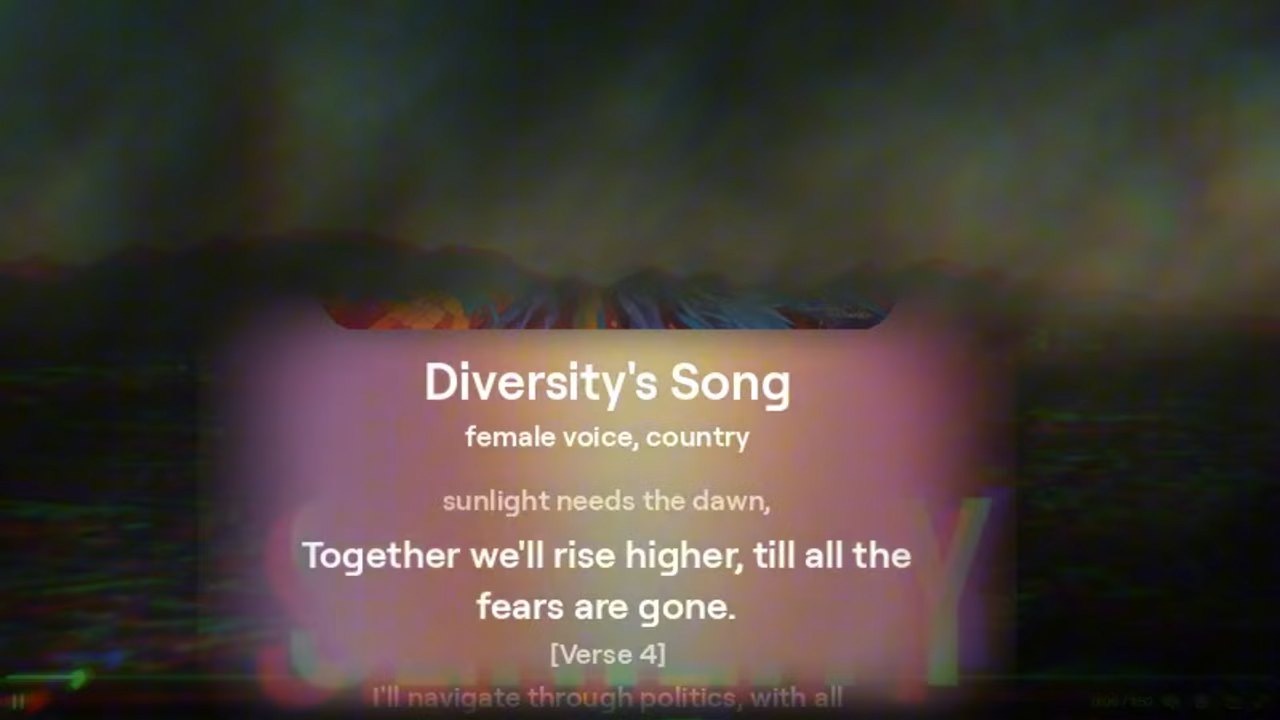 Diversity's Song
female voice, country
sunlight needs the dawn,
Together we'll rise higher, till all the
fears are gone.
[Verse 4]
I'll navigate through politics, with all